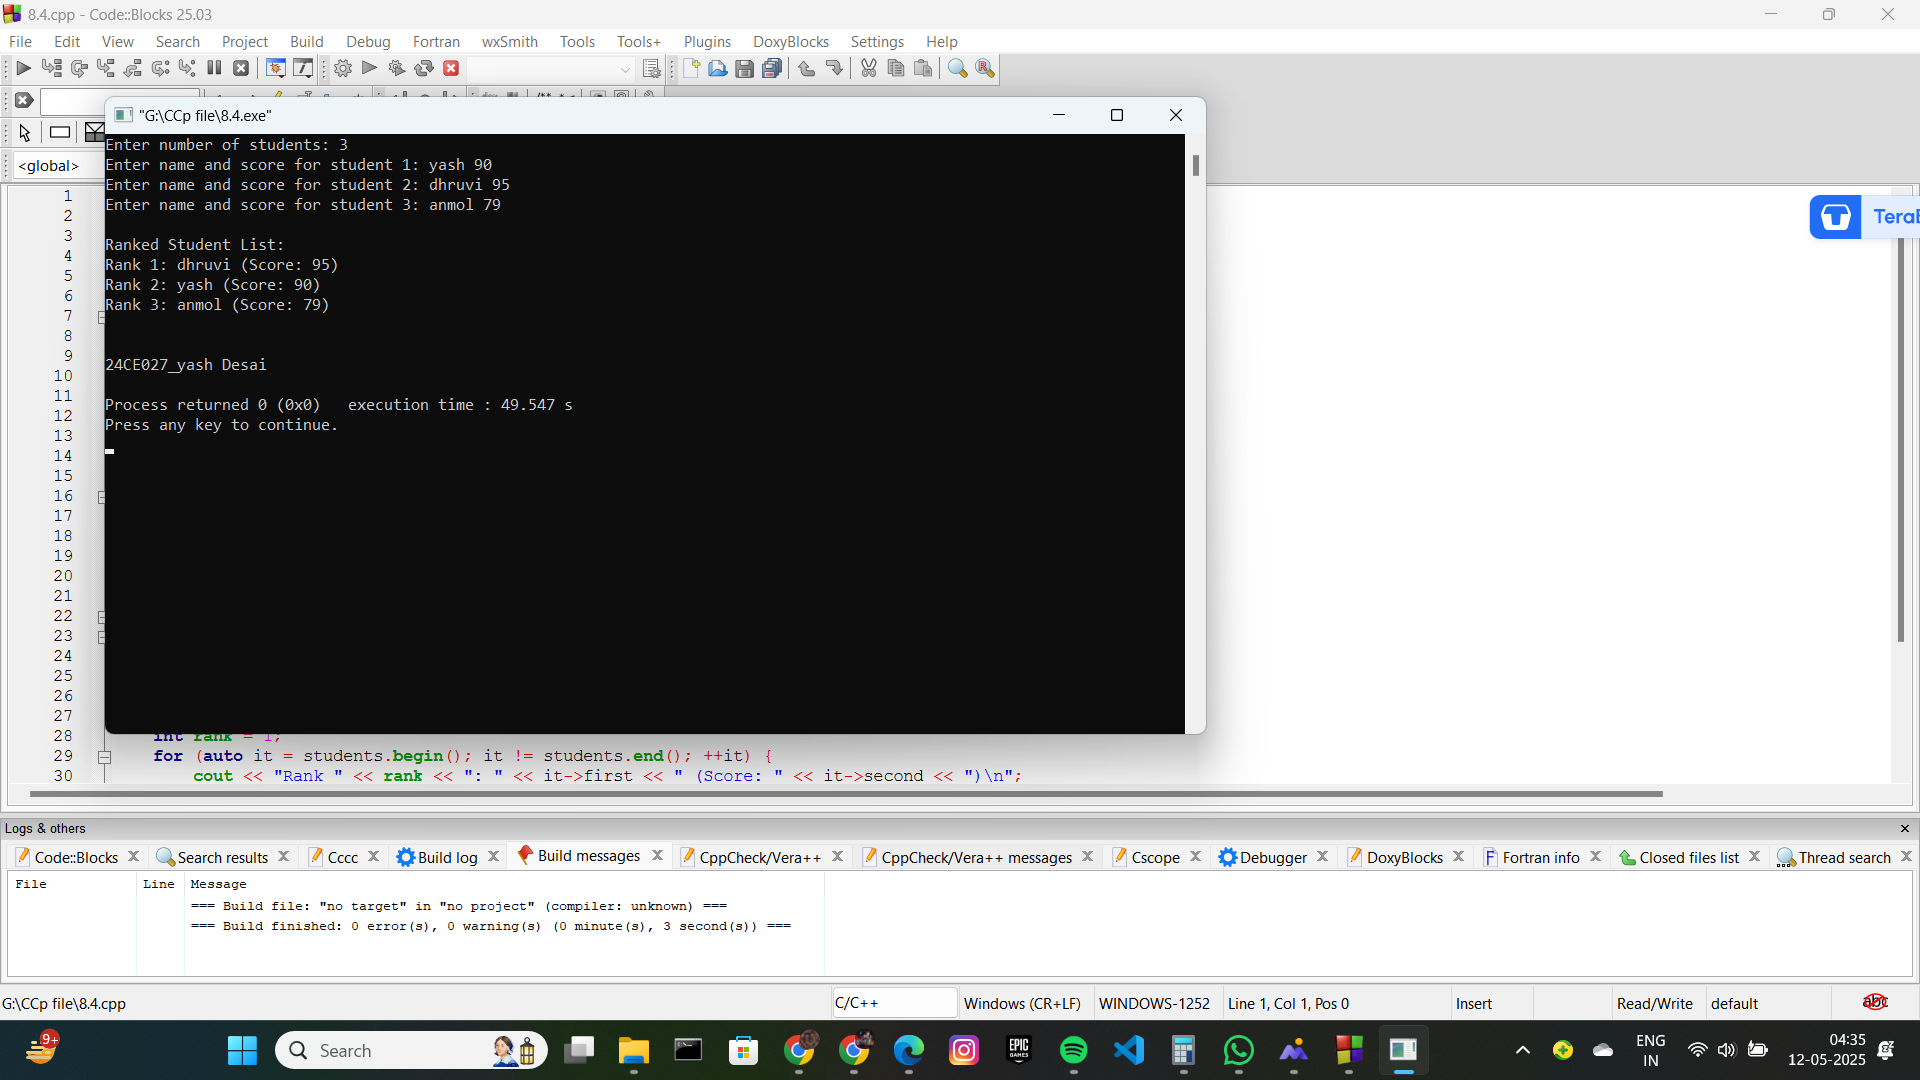 8.4.cpp - Code::Blocks 25.03
File Edit View Search Project Build Debug Fortran wxSmith Tools Tools+ Plugins DoxyBlocks Settings Help
"G:\CCp file\8.4.exe"
<global>
Enter number of students: 3
Enter name and score for student 1: yash 90
Enter name and score for student 2: dhruvi 95
Enter name and score for student 3: anmol 79
Ranked Student List:
Rank 1: dhruvi (Score: 95)
Rank 2: yash (Score: 90)
Rank 3: anmol (Score: 79)
24CE027_yash Desai
Process returned 0 (0x0)   execution time : 49.547 s
Press any key to continue.
1
2
3
4
5
6
7
8
9
10
11
12
13
14
15
16
17
18
19
20
21
22
23
24
25
26
27
28 int rank = 1;
29 for (auto it = students.begin(); it != students.end(); ++it) {
30 cout << "Rank " << rank << ": " << it->first << " (Score: " << it->second << ")\n";
Logs & others
Code::Blocks Search results Cccc Build log Build messages CppCheck/Vera++ CppCheck/Vera++ messages Cscope Debugger DoxyBlocks Fortran info Closed files list Thread search
File Line Message
=== Build file: "no target" in "no project" (compiler: unknown) ===
=== Build finished: 0 error(s), 0 warning(s) (0 minute(s), 3 second(s)) ===
G:\CCp file\8.4.cpp C/C++ Windows (CR+LF) WINDOWS-1252 Line 1, Col 1, Pos 0 Insert Read/Write default abc
9+ Search EPIC GAMES ENG 04:35
IN 12-05-2025